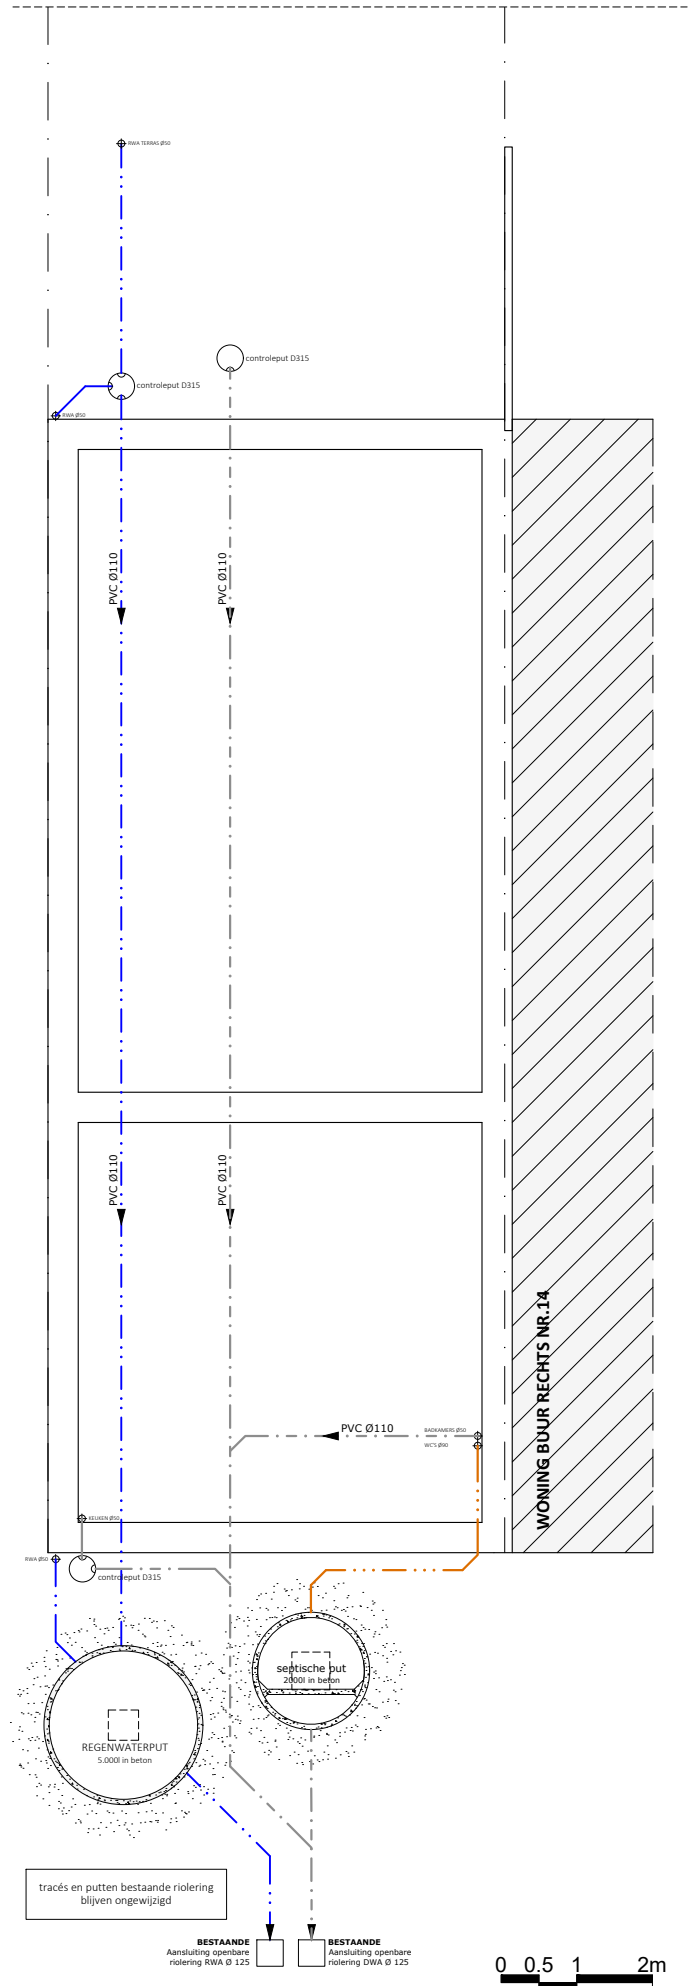 RWA TERRAS Ø50
controleput D315
controleput D315
RWA Ø50
PVC Ø110
PVC Ø110
PVC Ø110
PVC Ø110
WONING BUUR RECHTS NR.14
PVC Ø110
BADKAMERS Ø50
WC'S Ø90
KEUKEN Ø50
RWA Ø50
controleput D315
septische put
2000l in beton
REGENWATERPUT
5.000l in beton
tracés en putten bestaande riolering
blijven ongewijzigd
BESTAANDE
Aansluiting openbare
riolering RWA Ø 125
BESTAANDE
Aansluiting openbare
riolering DWA Ø 125
0 0.5 1 2m